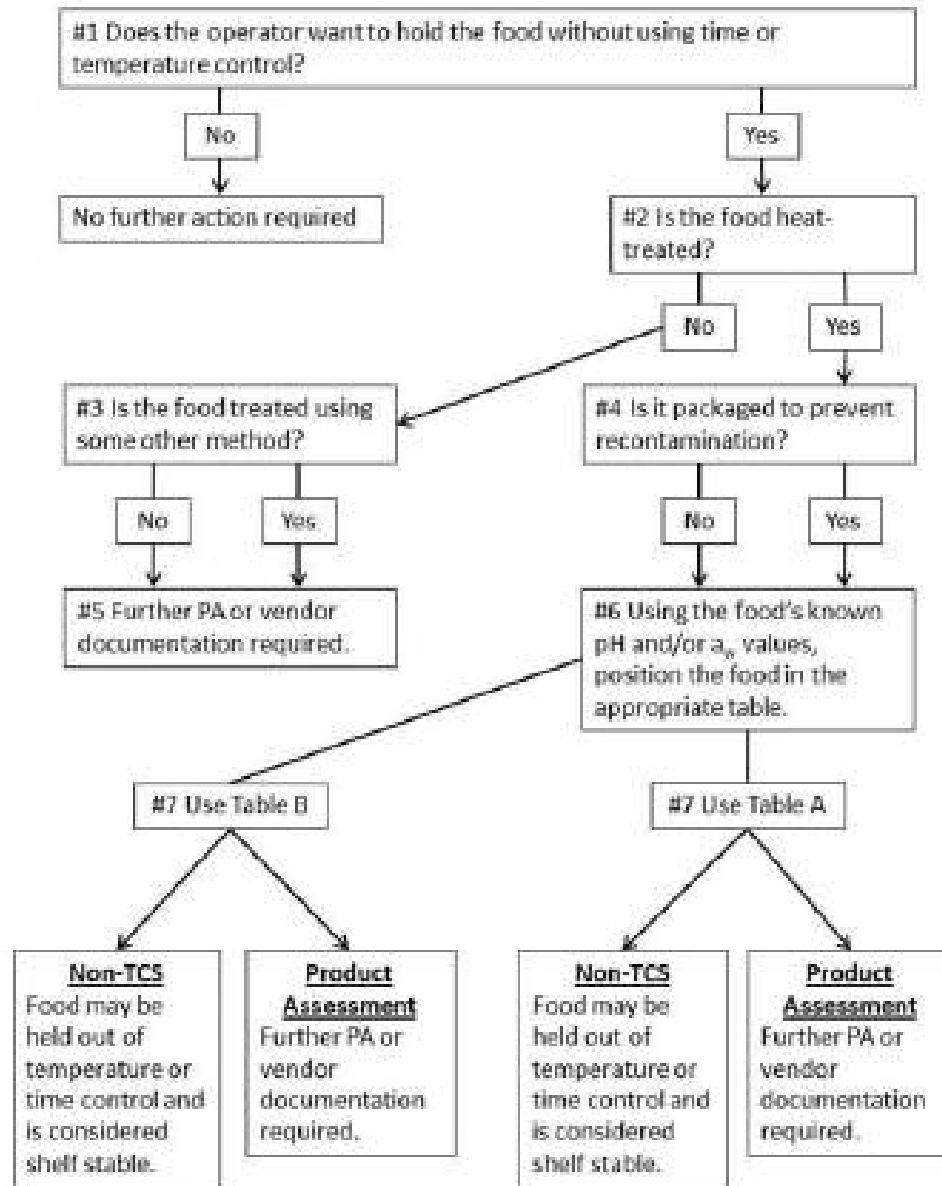 #1 Does the operator want to hold the food without using time or
temperature control?
No
Yes
No further action required
#2 Is the food heat-
treated?
No
Yes
#3 Is the food treated using
some other method?
#4 Is it packaged to prevent
recontamination?
No
Yes
No
Yes
#5 Further PA or vendor
documentation required.
#6 Using the food's known
pH and/or aw values,
position the food in the
appropriate table.
#7 Use Table B
#7 Use Table A
Non-TCS
Food may be
held out of
temperature or
time control and
is considered
shelf stable.
Product
Assessment
Further PA or
vendor
documentation
required.
Non-TCS
Food may be
held out of
temperature or
time control and
is considered
shelf stable.
Product
Assessment
Further PA or
vendor
documentation
required.